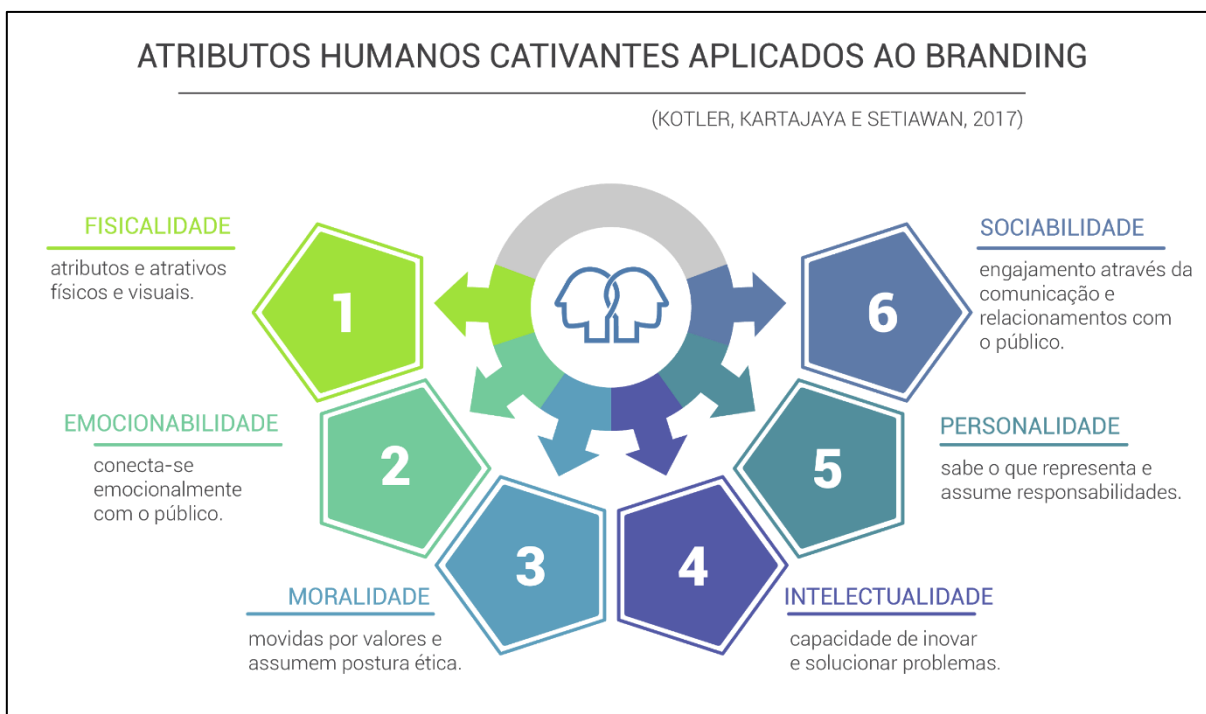 ATRIBUTOS HUMANOS CATIVANTES APLICADOS AO BRANDING
(KOTLER, KARTAJAYA E SETIAWAN, 2017)
FISICALIDADE
atributos e atrativos
físicos e visuais.
1
EMOCIONABILIDADE
conecta-se
emocionalmente
com o público.
2
MORALIDADE
movidas por valores e
assumem postura ética.
3
4
INTELECTUALIDADE
capacidade de inovar
e solucionar problemas.
5
PERSONALIDADE
sabe o que representa e
assume responsabilidades.
6
SOCIABILIDADE
engajamento através da
comunicação e
relacionamentos com
o público.